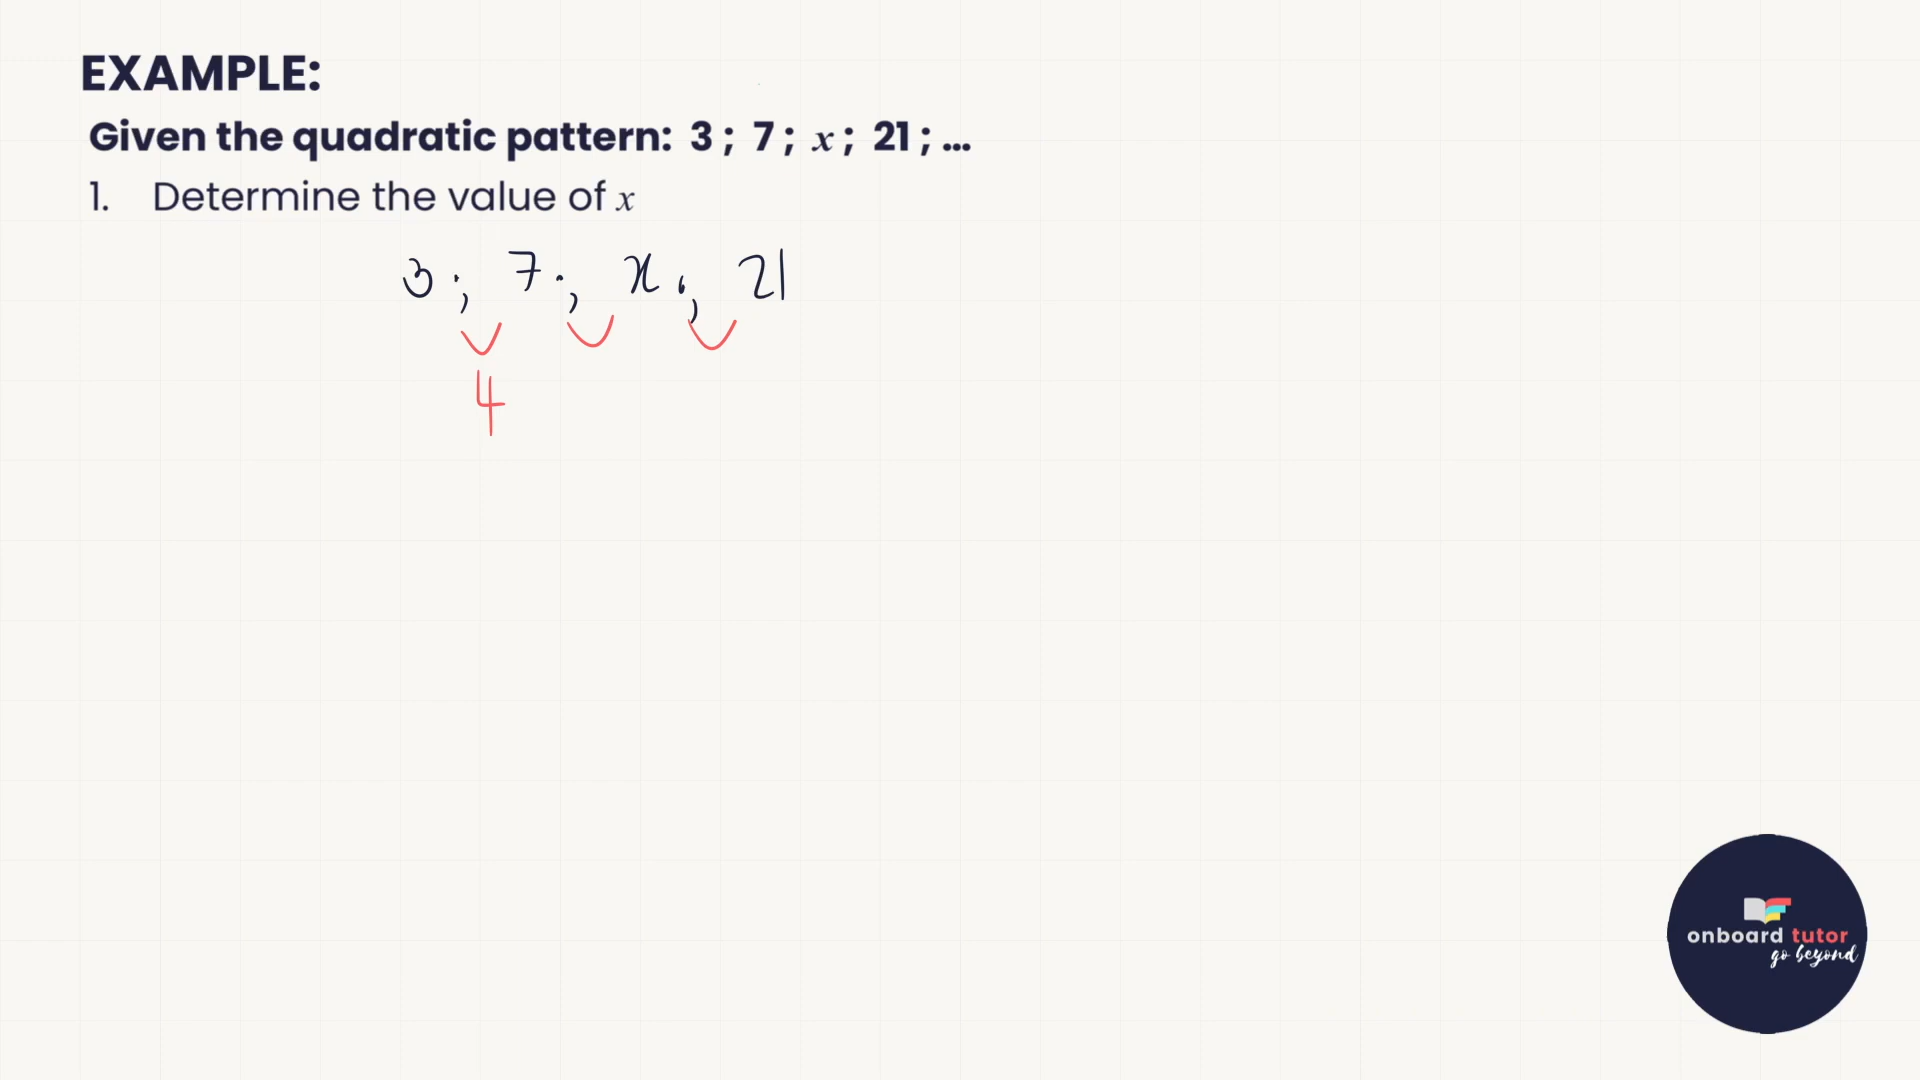 EXAMPLE:
Given the quadratic pattern: 3 ; 7 ; x ; 21 ; ...
1. Determine the value of x
3 ; 7 ; x ; 21
4
onboard tutor
go beyond